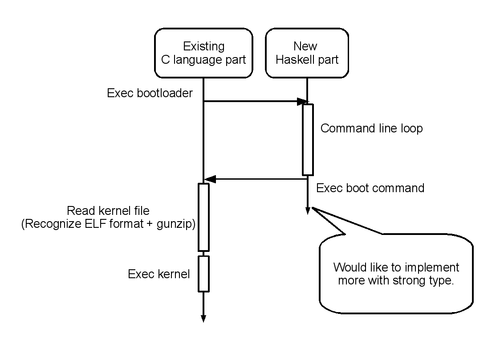 Existing
C language part
New
Haskell part
Exec bootloader
Command line loop
Exec boot command
Read kernel file
(Recognize ELF format + gunzip)
Exec kernel
Would like to implement
more with strong type.